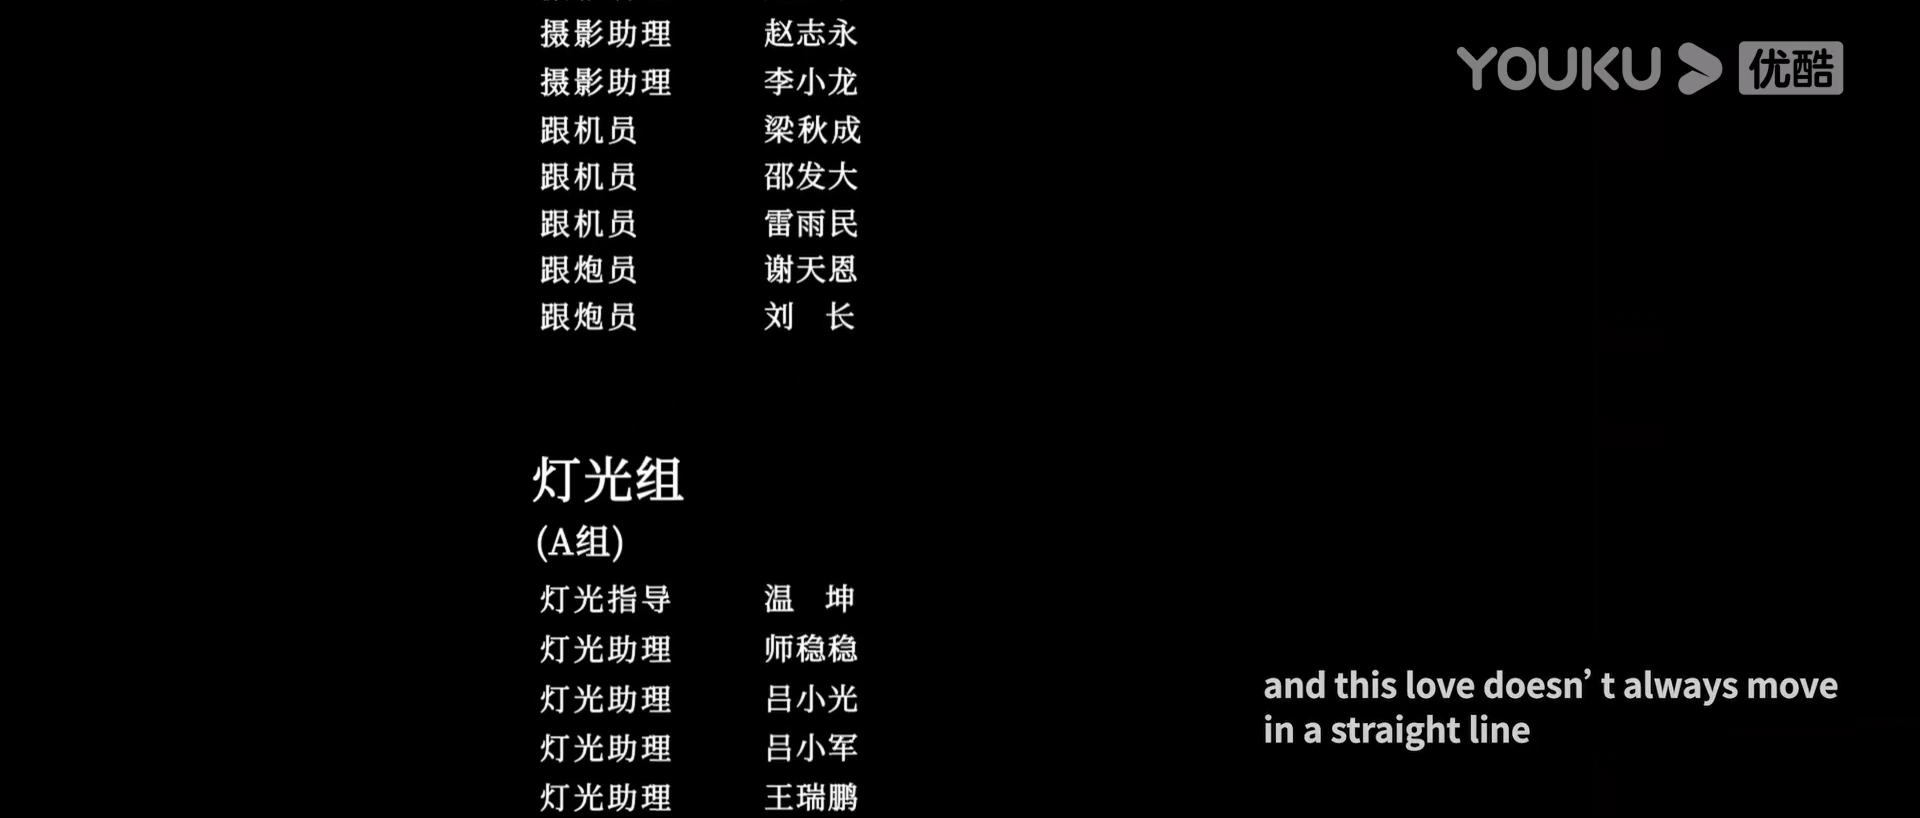 摄影助理 赵志永
摄影助理 李小龙
跟机员 梁秋成
跟机员 邵发大
跟机员 雷雨民
跟炮员 谢天恩
跟炮员 刘 长
灯光组
(A组)
灯光指导 温 坤
灯光助理 师稳稳
灯光助理 吕小光
灯光助理 吕小军
灯光助理 王瑞鹏
YOUKU 优酷
and this love doesn’t always move
in a straight line